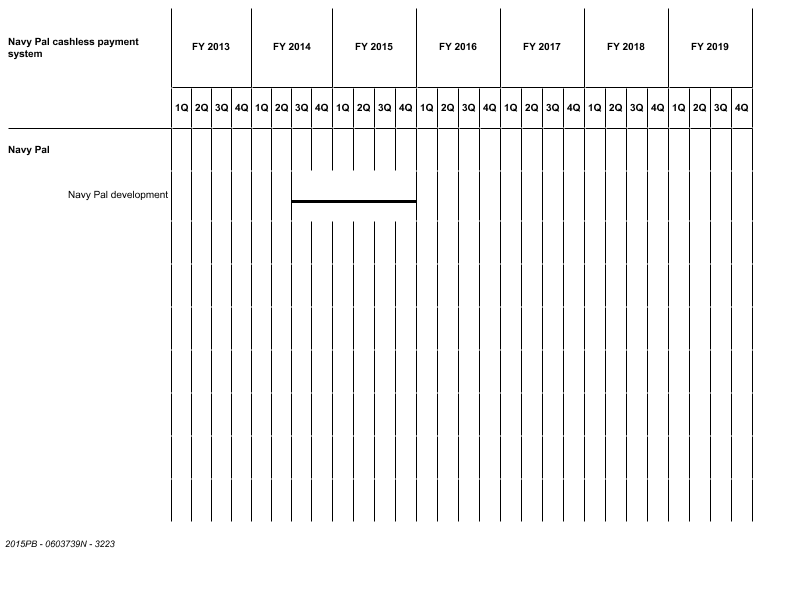 Navy Pal cashless payment
system
FY 2013 FY 2014 FY 2015 FY 2016 FY 2017 FY 2018 FY 2019
1Q 2Q 3Q 4Q 1Q 2Q 3Q 4Q 1Q 2Q 3Q 4Q 1Q 2Q 3Q 4Q 1Q 2Q 3Q 4Q 1Q 2Q 3Q 4Q 1Q 2Q 3Q 4Q
Navy Pal
Navy Pal development
2015PB - 0603739N - 3223